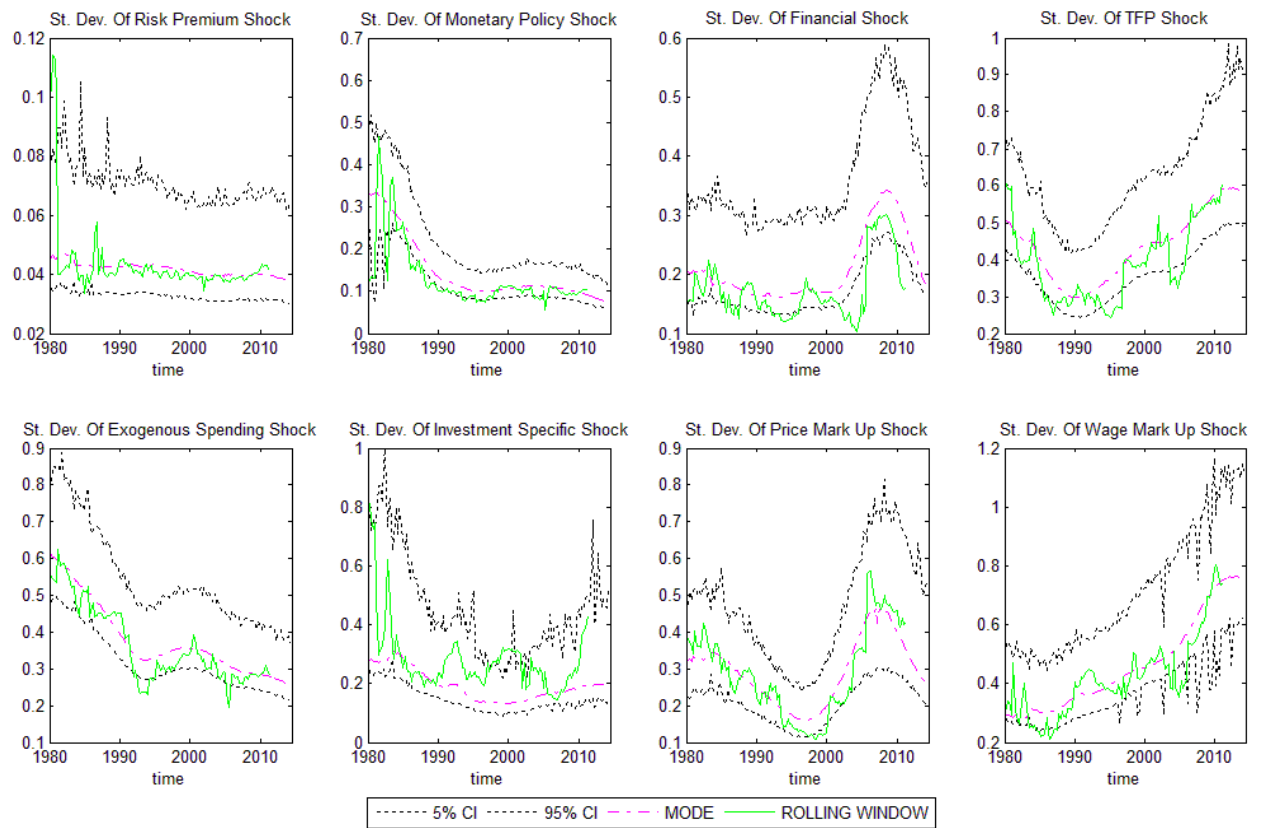 St. Dev. Of Risk Premium Shock
0.12
0.1
0.08
0.06
0.04
0.02
1980 1990 2000 2010
time
St. Dev. Of Monetary Policy Shock
0.7
0.6
0.5
0.4
0.3
0.2
0.1
0
1980 1990 2000 2010
time
St. Dev. Of Financial Shock
0.6
0.5
0.4
0.3
0.2
0.1
1980 1990 2000 2010
time
St. Dev. Of TFP Shock
1
0.9
0.8
0.7
0.6
0.5
0.4
0.3
0.2
1980 1990 2000 2010
time
St. Dev. Of Exogenous Spending Shock
0.9
0.8
0.7
0.6
0.5
0.4
0.3
0.2
0.1
1980 1990 2000 2010
time
St. Dev. Of Investment Specific Shock
1
0.8
0.6
0.4
0.2
0
1980 1990 2000 2010
time
St. Dev. Of Price Mark Up Shock
0.9
0.8
0.7
0.6
0.5
0.4
0.3
0.2
0.1
1980 1990 2000 2010
time
St. Dev. Of Wage Mark Up Shock
1.2
1
0.8
0.6
0.4
0.2
1980 1990 2000 2010
time
5% CI 95% CI MODE ROLLING WINDOW